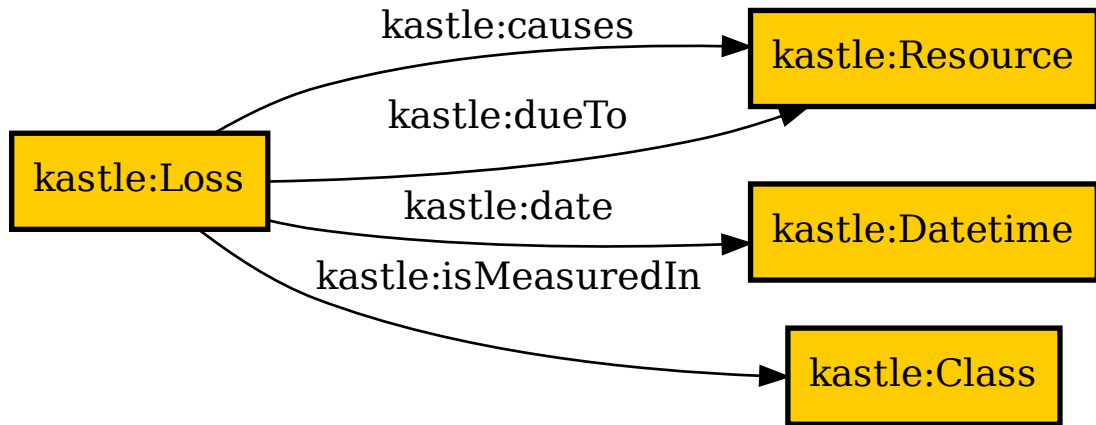 kastle:causes
kastle:Resource
kastle:dueTo
kastle:Loss
kastle:date
kastle:Datetime
kastle:isMeasuredIn
kastle:Class